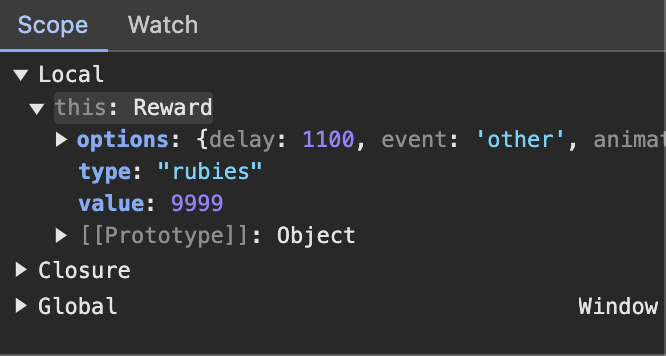 Scope Watch
Local
this: Reward
options: {delay: 1100, event: 'other', animat
type: "rubies"
value: 9999
[[Prototype]]: Object
Closure
Global Window